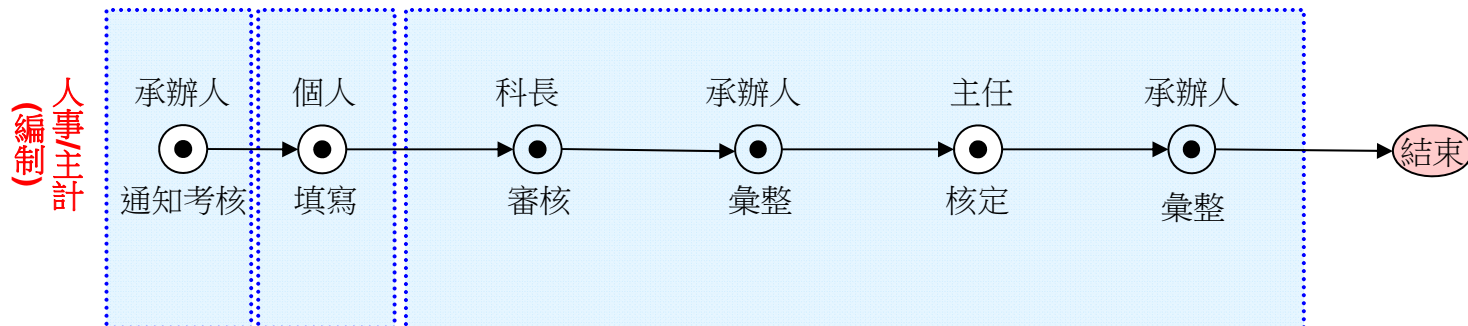 人事/主計
(編制)
承辦人
通知考核
個人
填寫
科長
審核
承辦人
彙整
主任
核定
承辦人
彙整
結束